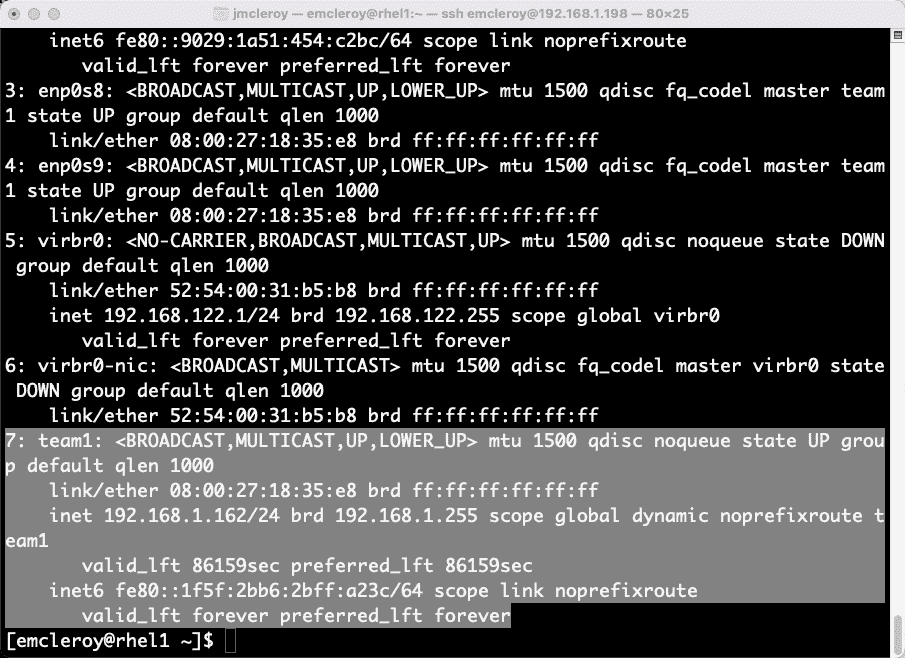 jmcleroy — emcleroy@rhel1:~ — ssh emcleroy@192.168.1.198 — 80×25
    inet6 fe80::9029:1a51:454:c2bc/64 scope link noprefixroute
       valid_lft forever preferred_lft forever
3: enp0s8: <BROADCAST,MULTICAST,UP,LOWER_UP> mtu 1500 qdisc fq_codel master team
1 state UP group default qlen 1000
    link/ether 08:00:27:18:35:e8 brd ff:ff:ff:ff:ff:ff
4: enp0s9: <BROADCAST,MULTICAST,UP,LOWER_UP> mtu 1500 qdisc fq_codel master team
1 state UP group default qlen 1000
    link/ether 08:00:27:18:35:e8 brd ff:ff:ff:ff:ff:ff
5: virbr0: <NO-CARRIER,BROADCAST,MULTICAST,UP> mtu 1500 qdisc noqueue state DOWN
 group default qlen 1000
    link/ether 52:54:00:31:b5:b8 brd ff:ff:ff:ff:ff:ff
    inet 192.168.122.1/24 brd 192.168.122.255 scope global virbr0
       valid_lft forever preferred_lft forever
6: virbr0-nic: <BROADCAST,MULTICAST> mtu 1500 qdisc fq_codel master virbr0 state
 DOWN group default qlen 1000
    link/ether 52:54:00:31:b5:b8 brd ff:ff:ff:ff:ff:ff
7: team1: <BROADCAST,MULTICAST,UP,LOWER_UP> mtu 1500 qdisc noqueue state UP grou
p default qlen 1000
    link/ether 08:00:27:18:35:e8 brd ff:ff:ff:ff:ff:ff
    inet 192.168.1.162/24 brd 192.168.1.255 scope global dynamic noprefixroute t
eam1
       valid_lft 86159sec preferred_lft 86159sec
    inet6 fe80::1f5f:2bb6:2bff:a23c/64 scope link noprefixroute
       valid_lft forever preferred_lft forever
[emcleroy@rhel1 ~]$